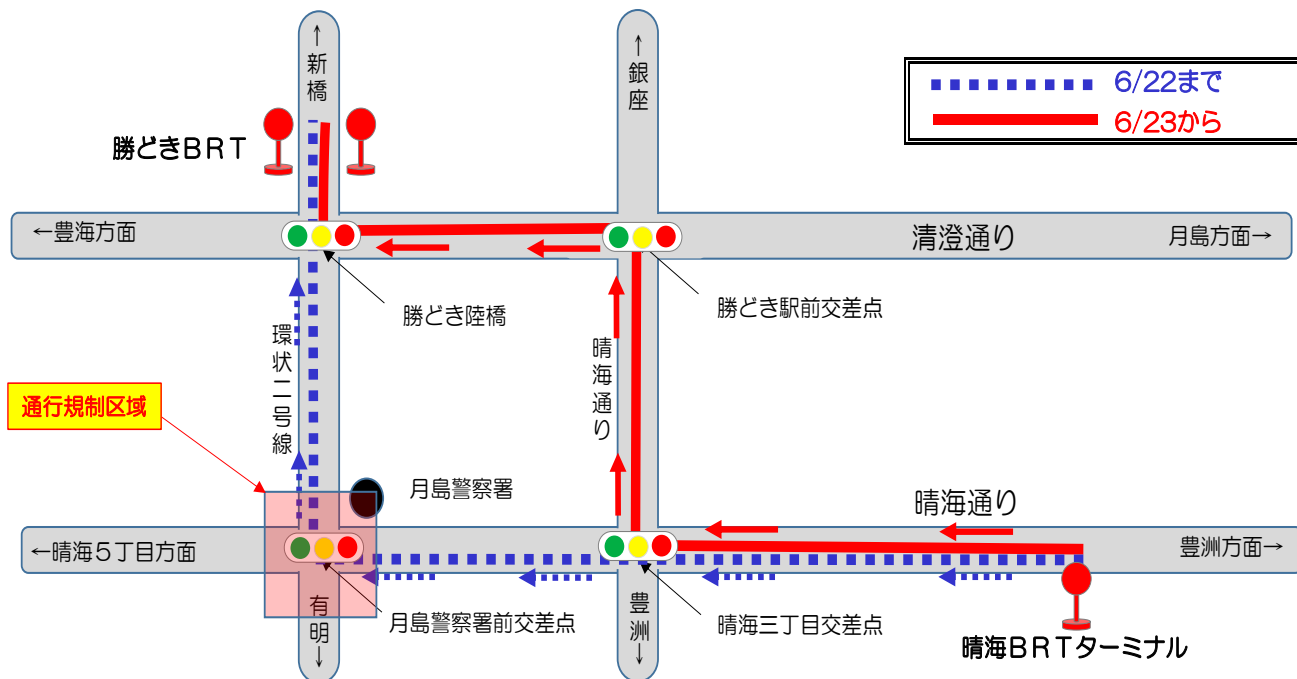 ↑新橋
↑銀座
6/22まで
6/23から
勝どきBRT
←豊海方面
清澄通り
月島方面→
勝どき陸橋
勝どき駅前交差点
環状二号線
晴海通り
通行規制区域
月島警察署
晴海通り
←晴海5丁目方面
豊洲方面→
有明↓
月島警察署前交差点
豊洲↓
晴海三丁目交差点
晴海BRTターミナル